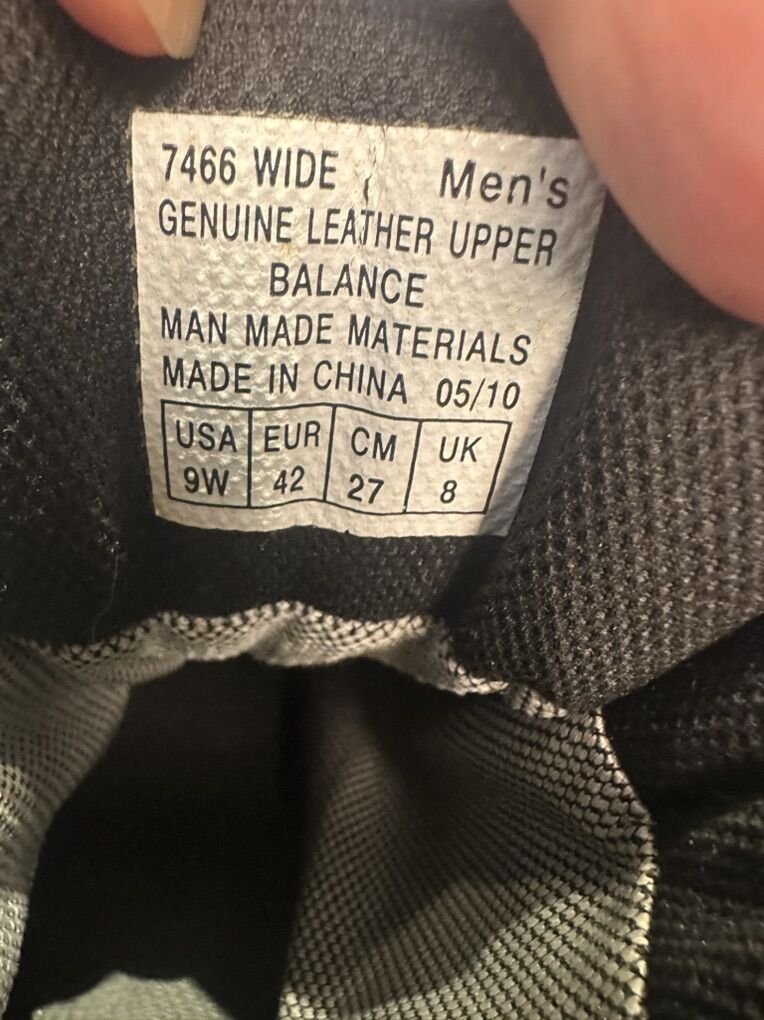 7466 WIDE Men's
GENUINE LEATHER UPPER
BALANCE
MAN MADE MATERIALS
MADE IN CHINA 05/10
USA EUR CM UK
9W 42 27 8